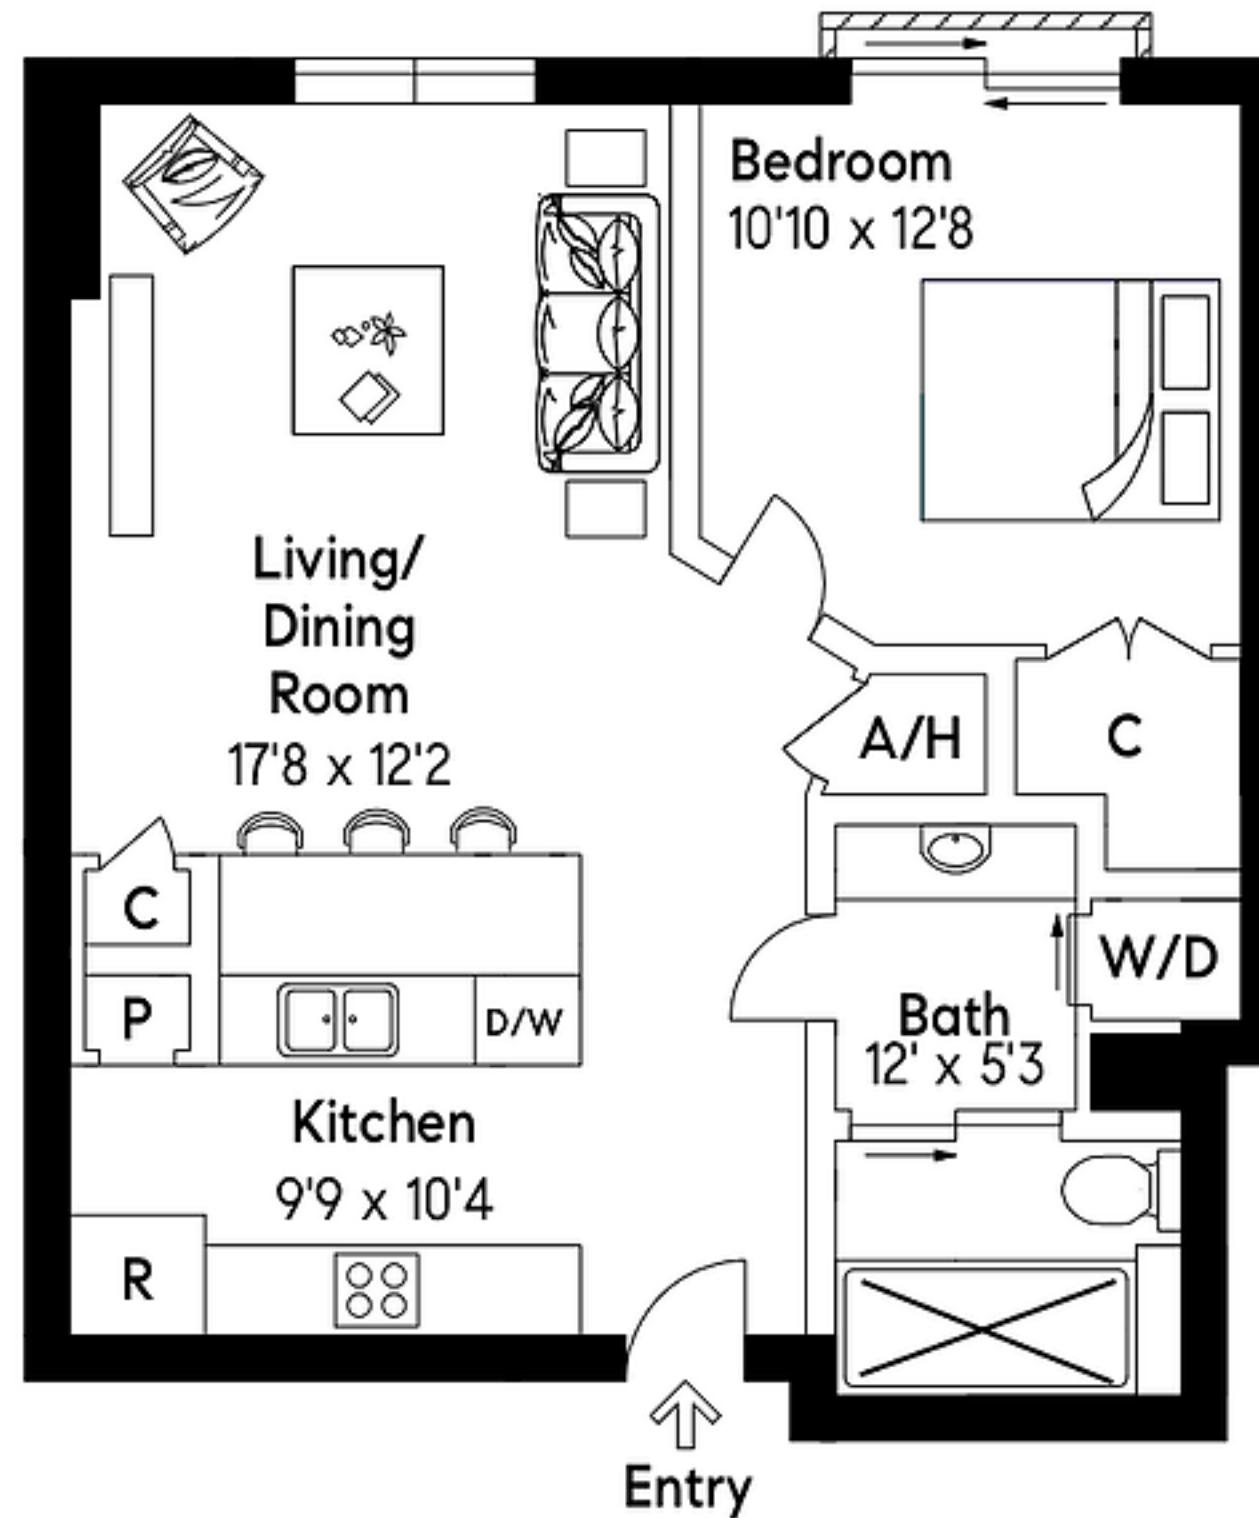 Bedroom
10'10 x 12'8
Living/
Dining
Room
17'8 x 12'2
A/H
C
C
W/D
P
D/W
Bath
12' x 5'3
Kitchen
9'9 x 10'4
R
Entry